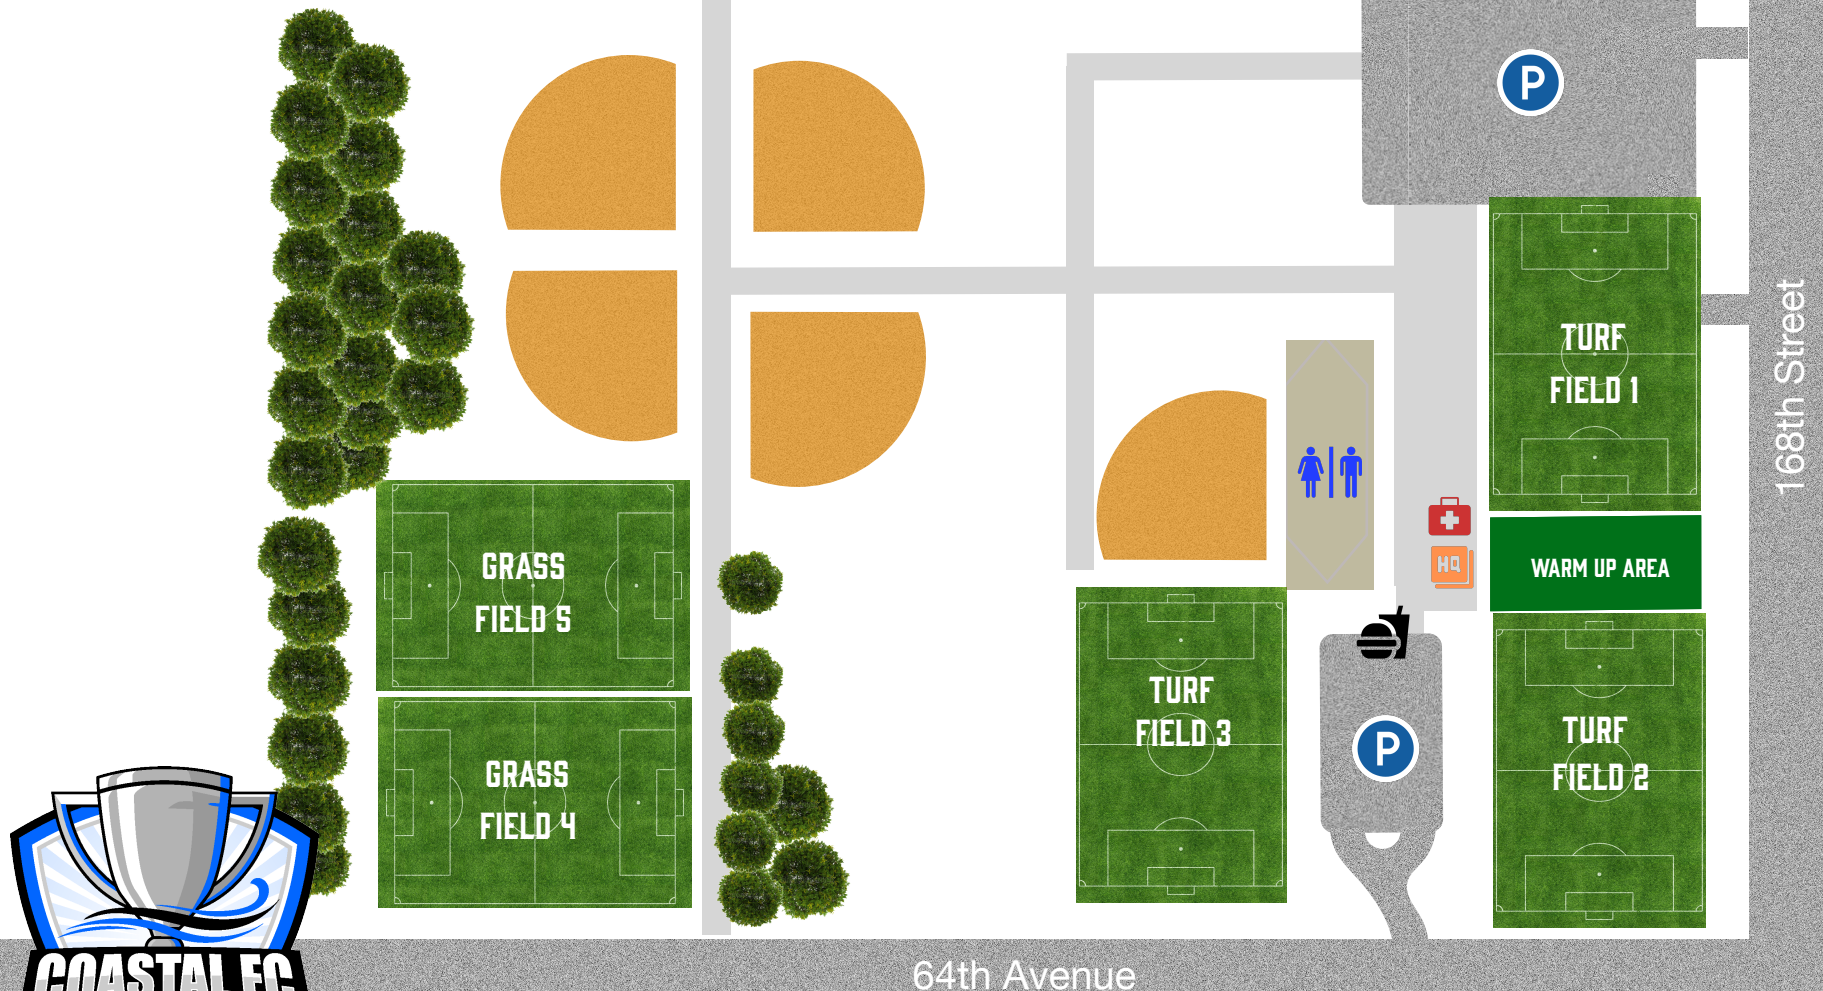 P
TURF
FIELD 1
168th Street
HQ
WARM UP AREA
GRASS
FIELD 5
TURF
FIELD 3
P
TURF
FIELD 2
GRASS
FIELD 4
COASTAL FC
64th Avenue